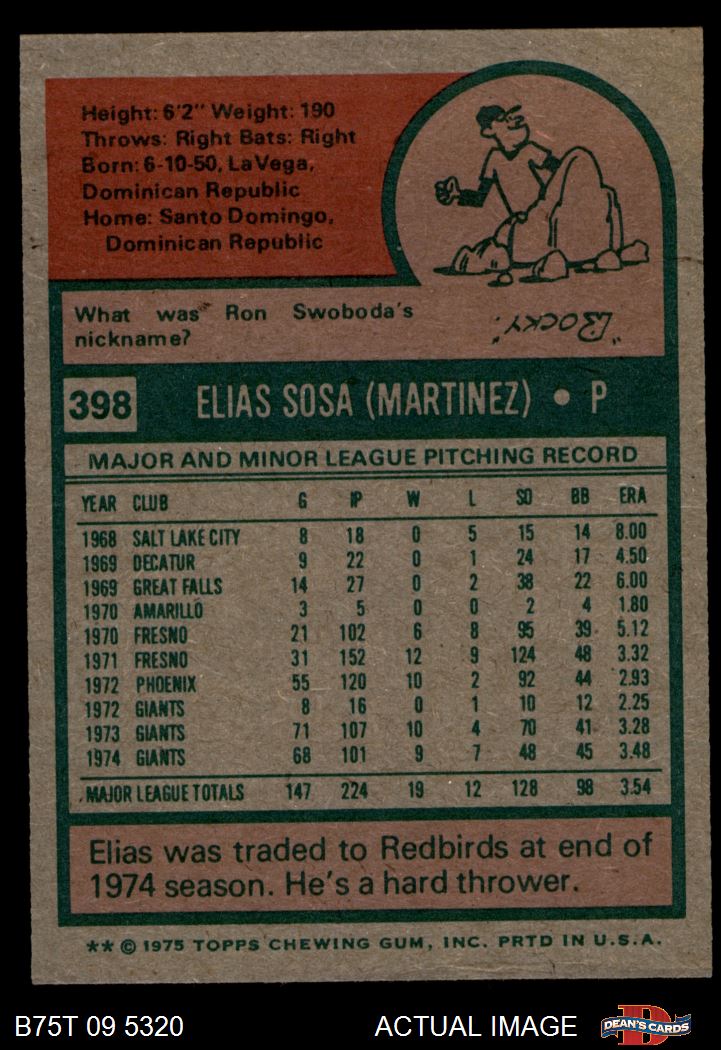 Height: 6'2" Weight: 190
Throws: Right Bats: Right
Born: 6-10-50, LaVega,
Dominican Republic
Home: Santo Domingo,
Dominican Republic
What was Ron Swoboda's
nickname?
"Rocky".
398 ELIAS SOSA (MARTINEZ) • P
MAJOR AND MINOR LEAGUE PITCHING RECORD
YEAR CLUB G IP W L SO BB ERA
1968 SALT LAKE CITY 8 18 0 5 15 14 8.00
1969 DECATUR 9 22 0 1 24 17 4.50
1969 GREAT FALLS 14 27 0 2 38 22 6.00
1970 AMARILLO 3 5 0 0 2 4 1.80
1970 FRESNO 21 102 6 8 95 39 5.12
1971 FRESNO 31 152 12 9 124 48 3.32
1972 PHOENIX 55 120 10 2 92 44 2.93
1972 GIANTS 8 16 0 1 10 12 2.25
1973 GIANTS 71 107 10 4 70 41 3.28
1974 GIANTS 68 101 9 7 48 45 3.48
MAJOR LEAGUE TOTALS 147 224 19 12 128 98 3.54
Elias was traded to Redbirds at end of
1974 season. He's a hard thrower.
** © 1975 TOPPS CHEWING GUM, INC. PRTD IN U.S.A.
B75T 09 5320 ACTUAL IMAGE DEAN'S CARDS